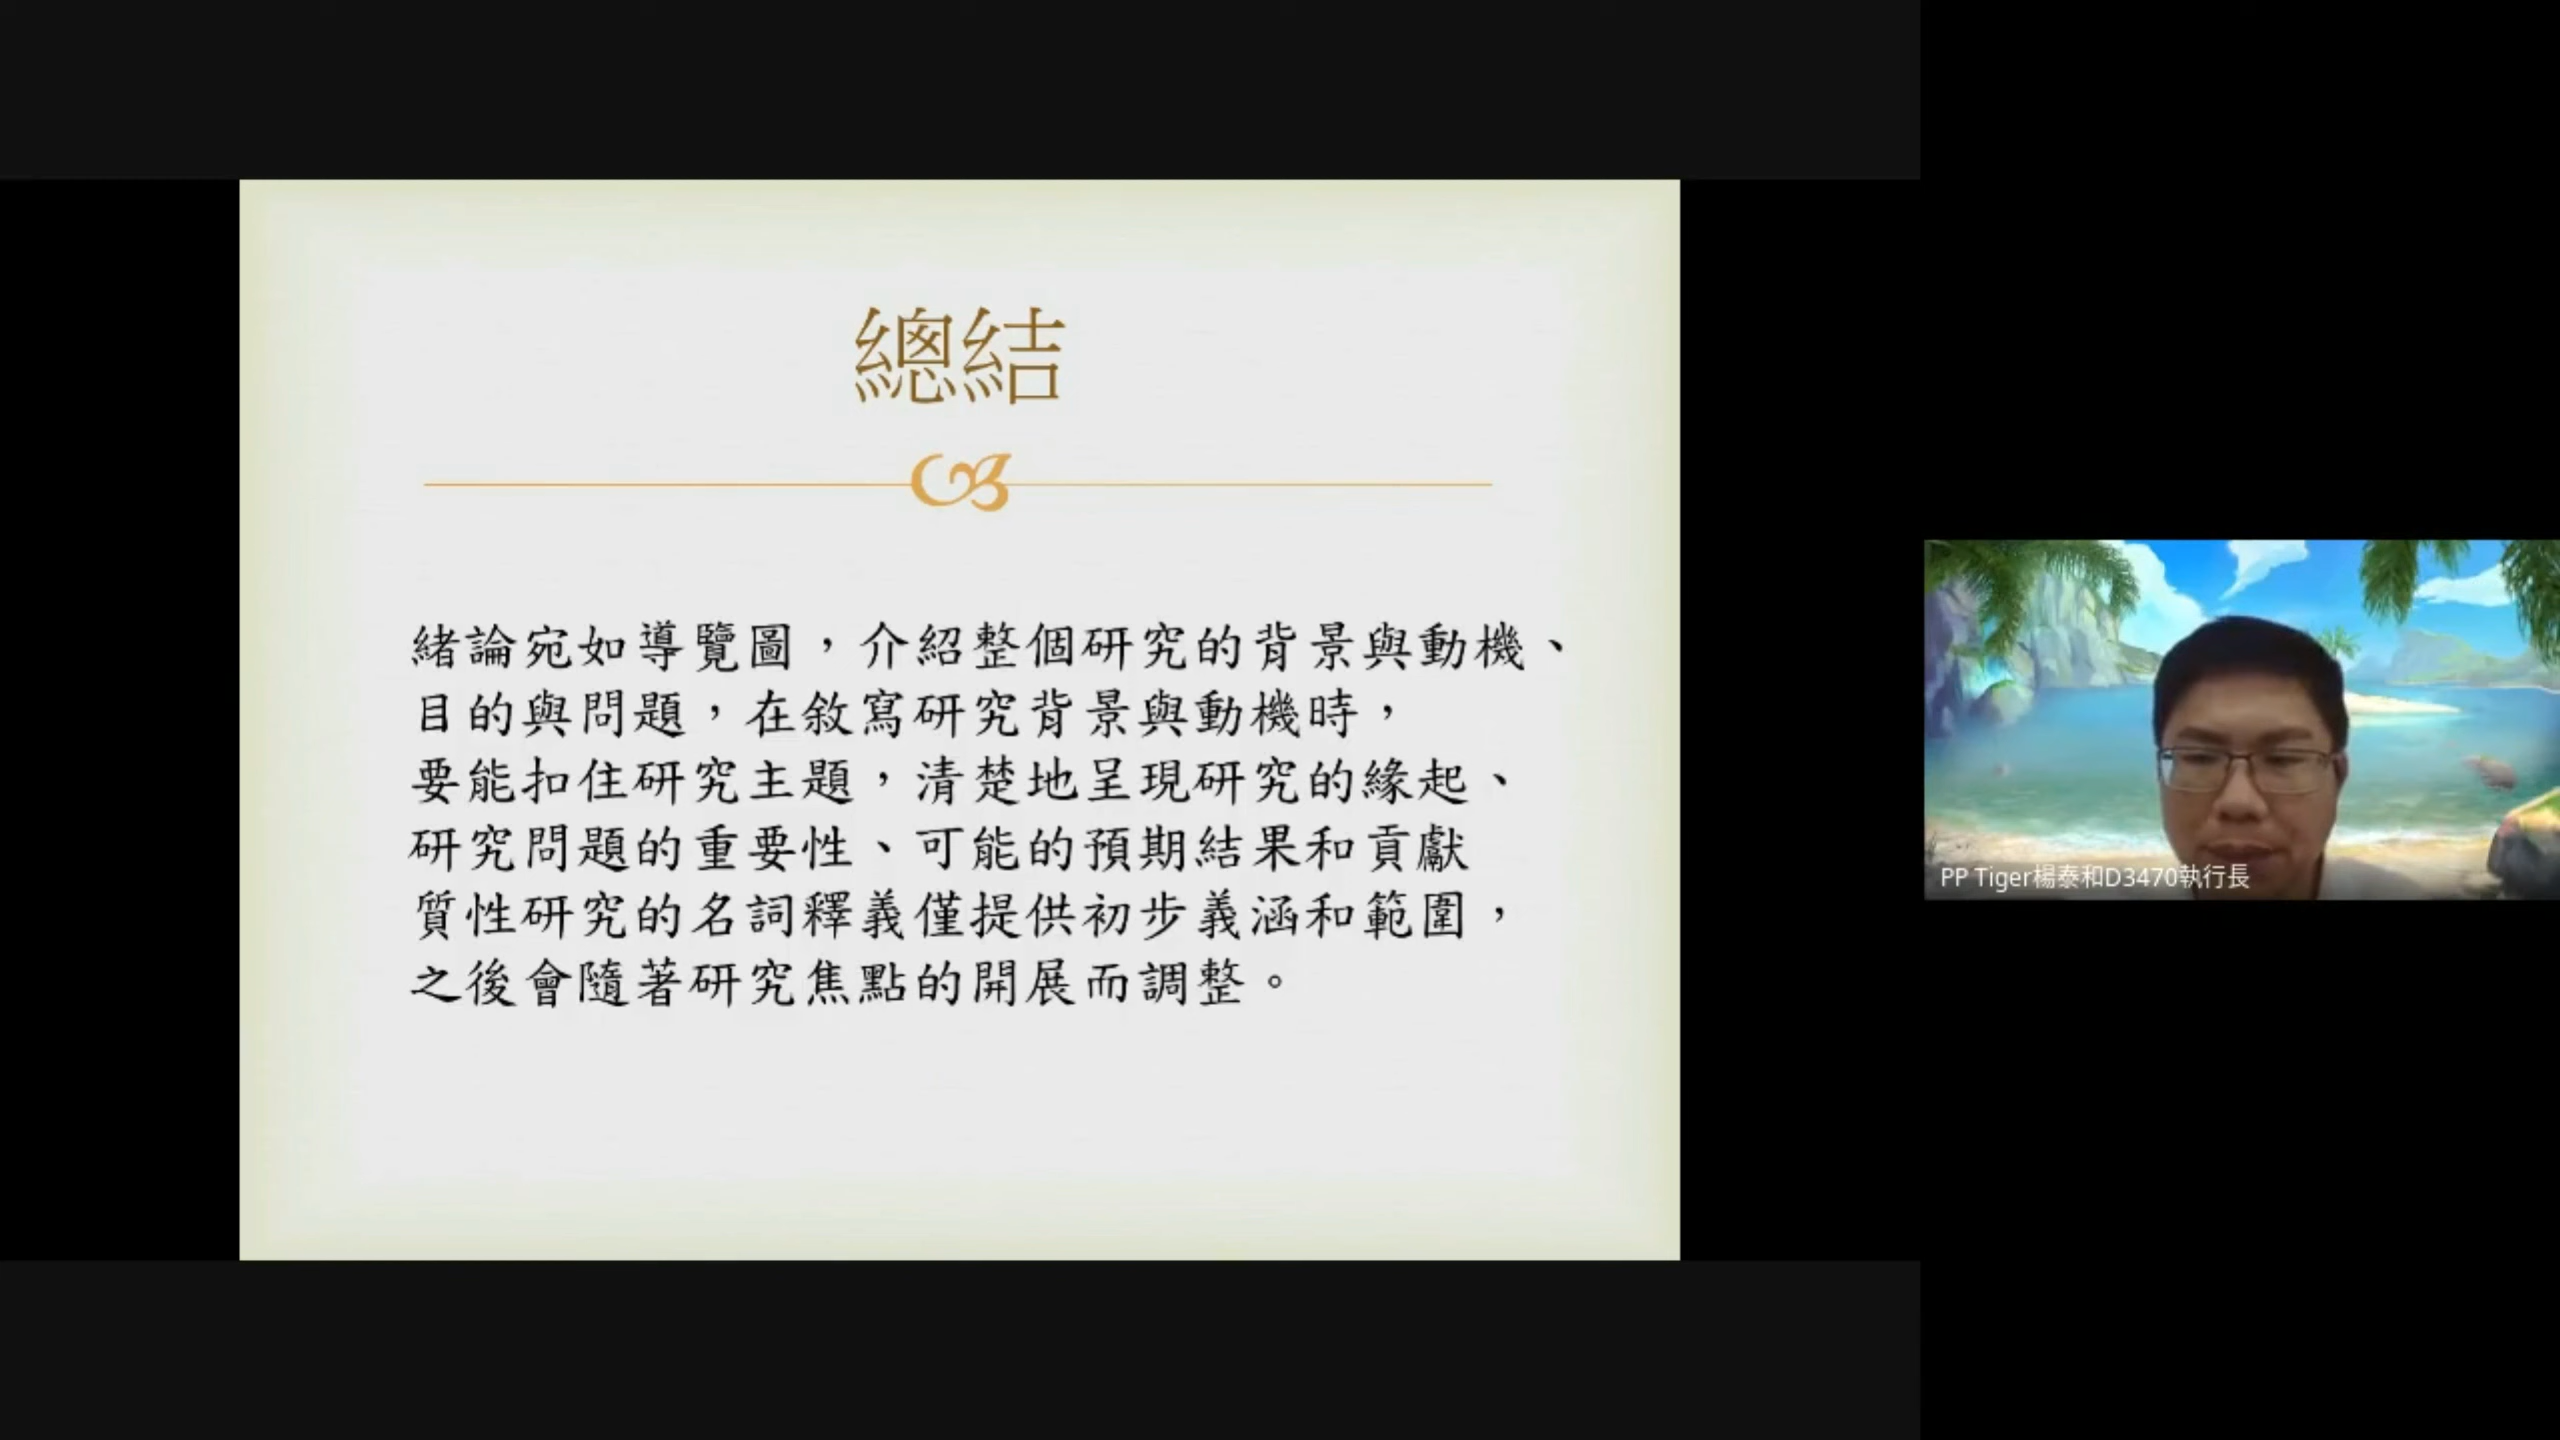 總結
緒論宛如導覽圖，介紹整個研究的背景與動機、
目的與問題，在敘寫研究背景與動機時，
要能扣住研究主題，清楚地呈現研究的緣起、
研究問題的重要性、可能的預期結果和貢獻
質性研究的名詞釋義僅提供初步義涵和範圍，
之後會隨著研究焦點的開展而調整。
PP Tiger楊泰和D3470執行長